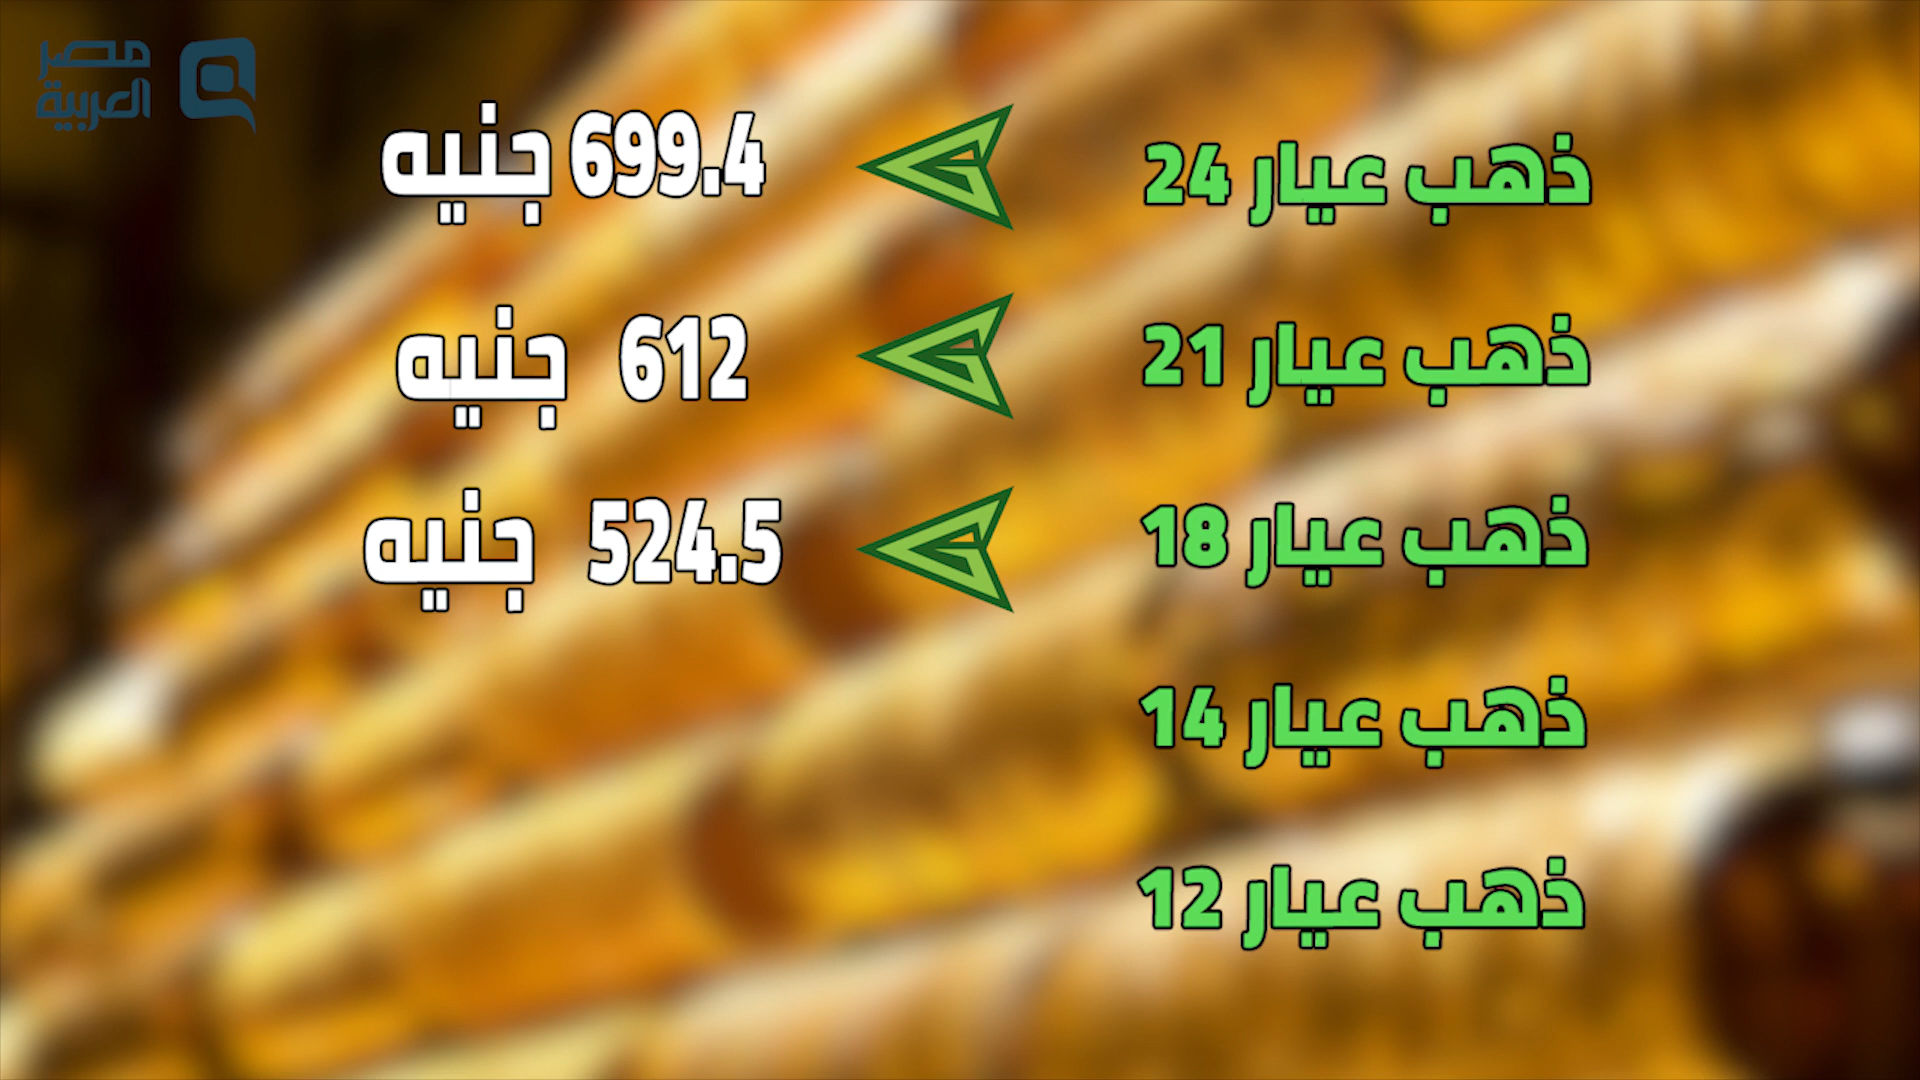 مصر
العربية
ذهب عيار 24 699.4 جنيه
ذهب عيار 21 612 جنيه
ذهب عيار 18 524.5 جنيه
ذهب عيار 14
ذهب عيار 12